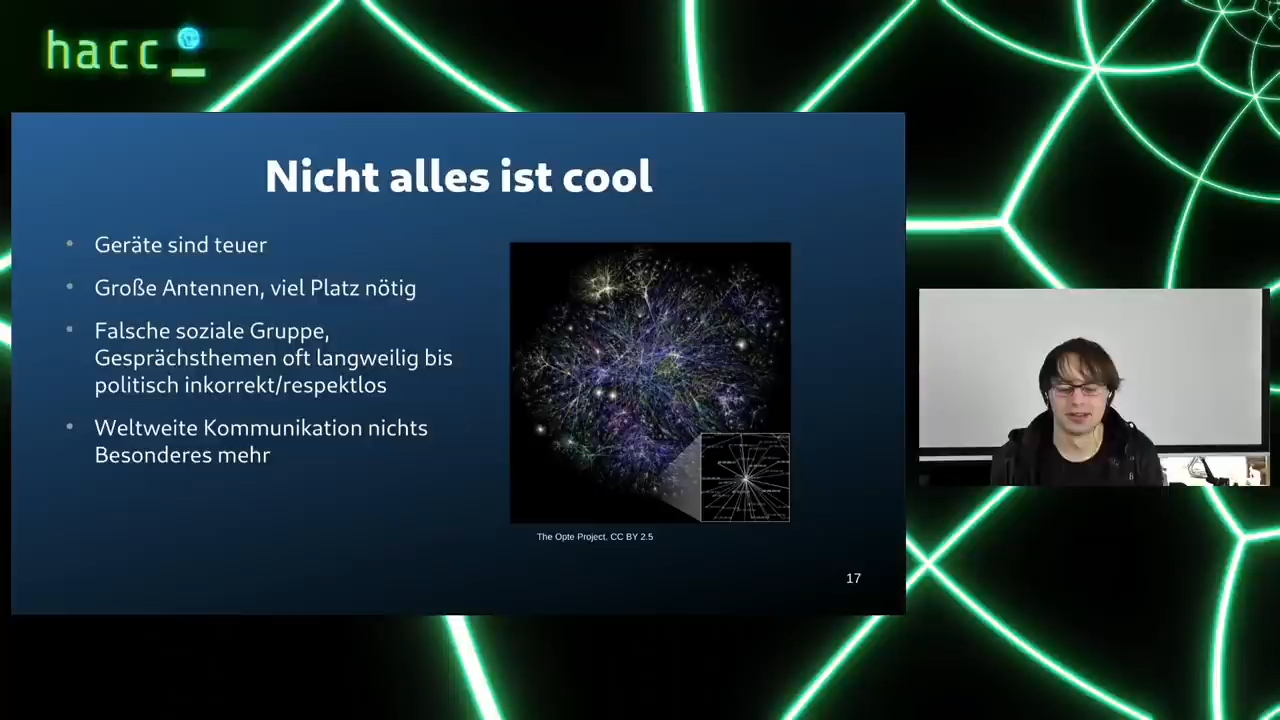 hacc_
Nicht alles ist cool
Geräte sind teuer
Große Antennen, viel Platz nötig
Falsche soziale Gruppe,
Gesprächsthemen oft langweilig bis
politisch inkorrekt/respektlos
Weltweite Kommunikation nichts
Besonderes mehr
The Opte Project, CC BY 2.5
17